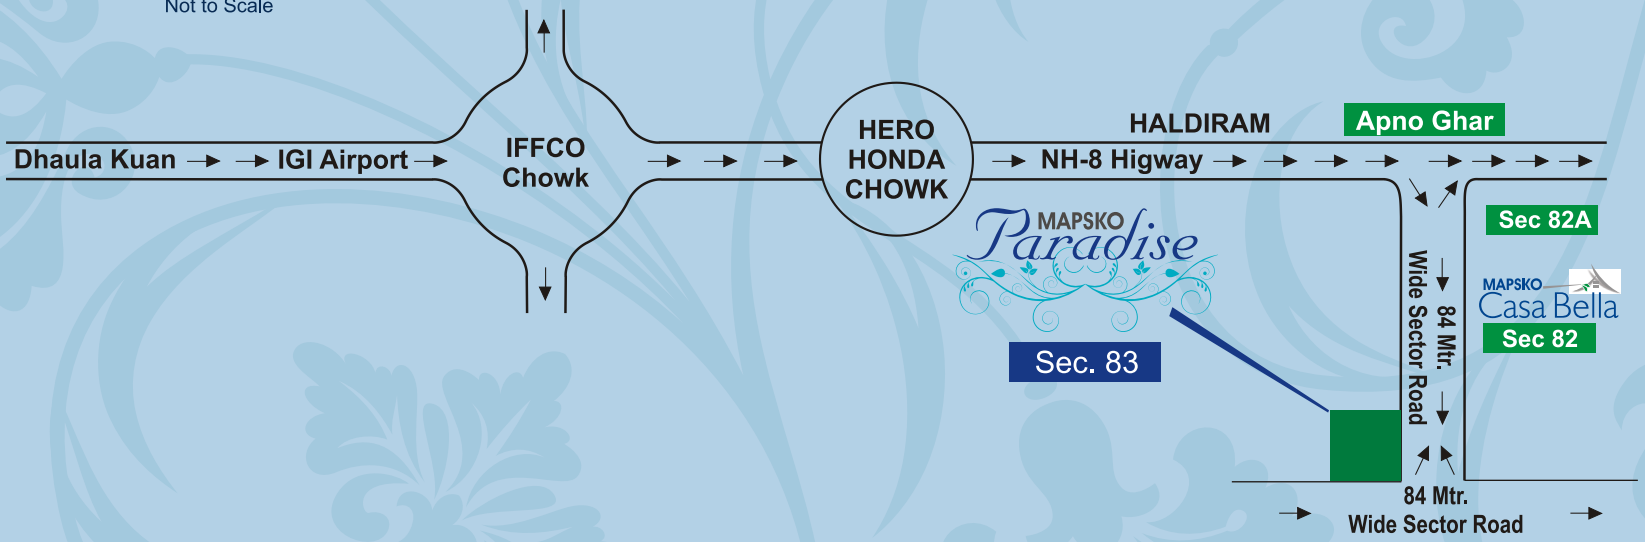 Not to Scale
Dhaula Kuan
IGI Airport
IFFCO
Chowk
HERO
HONDA
CHOWK
HALDIRAM
NH-8 Higway
Apno Ghar
MAPSKO
Paradise
Sec. 83
Sec 82A
MAPSKO
Casa Bella
Sec 82
84 Mtr.
Wide Sector Road
84 Mtr.
Wide Sector Road